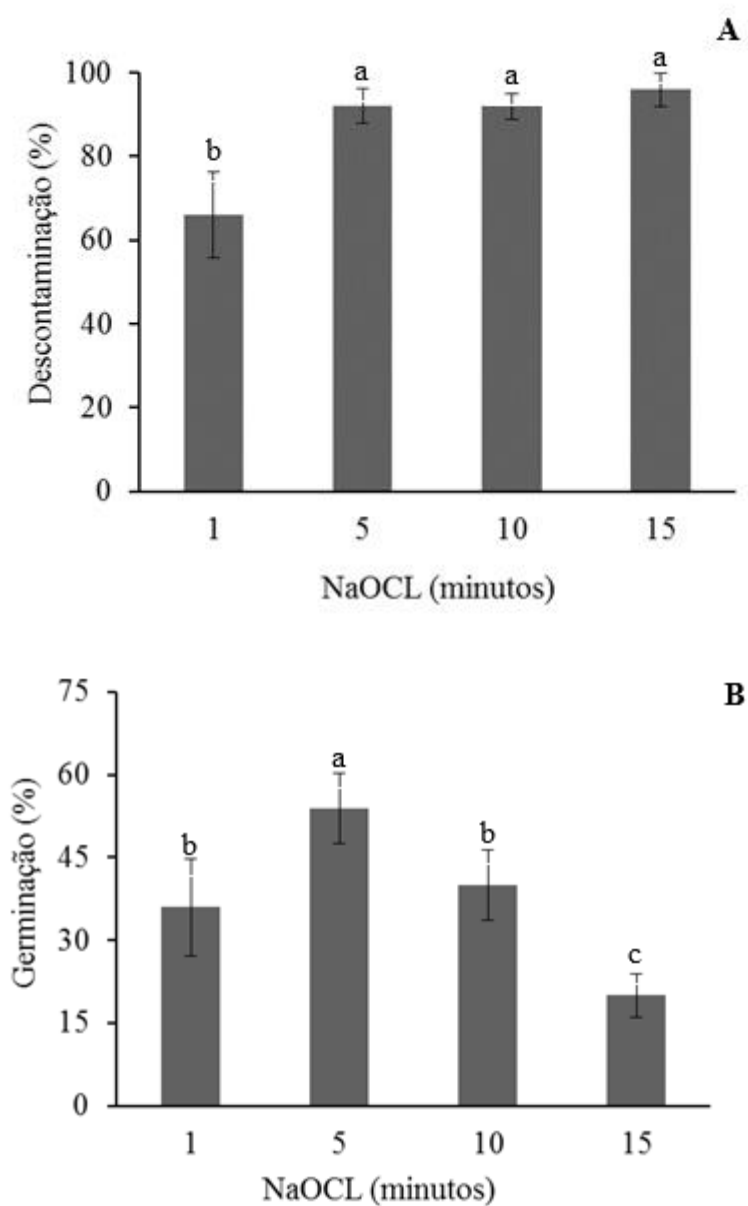 A
Descontaminação (%)
100
80
60
40
20
0
b
a
a
a
1 5 10 15
NaOCL (minutos)
B
Germinação (%)
75
60
45
30
15
0
b
a
b
c
1 5 10 15
NaOCL (minutos)